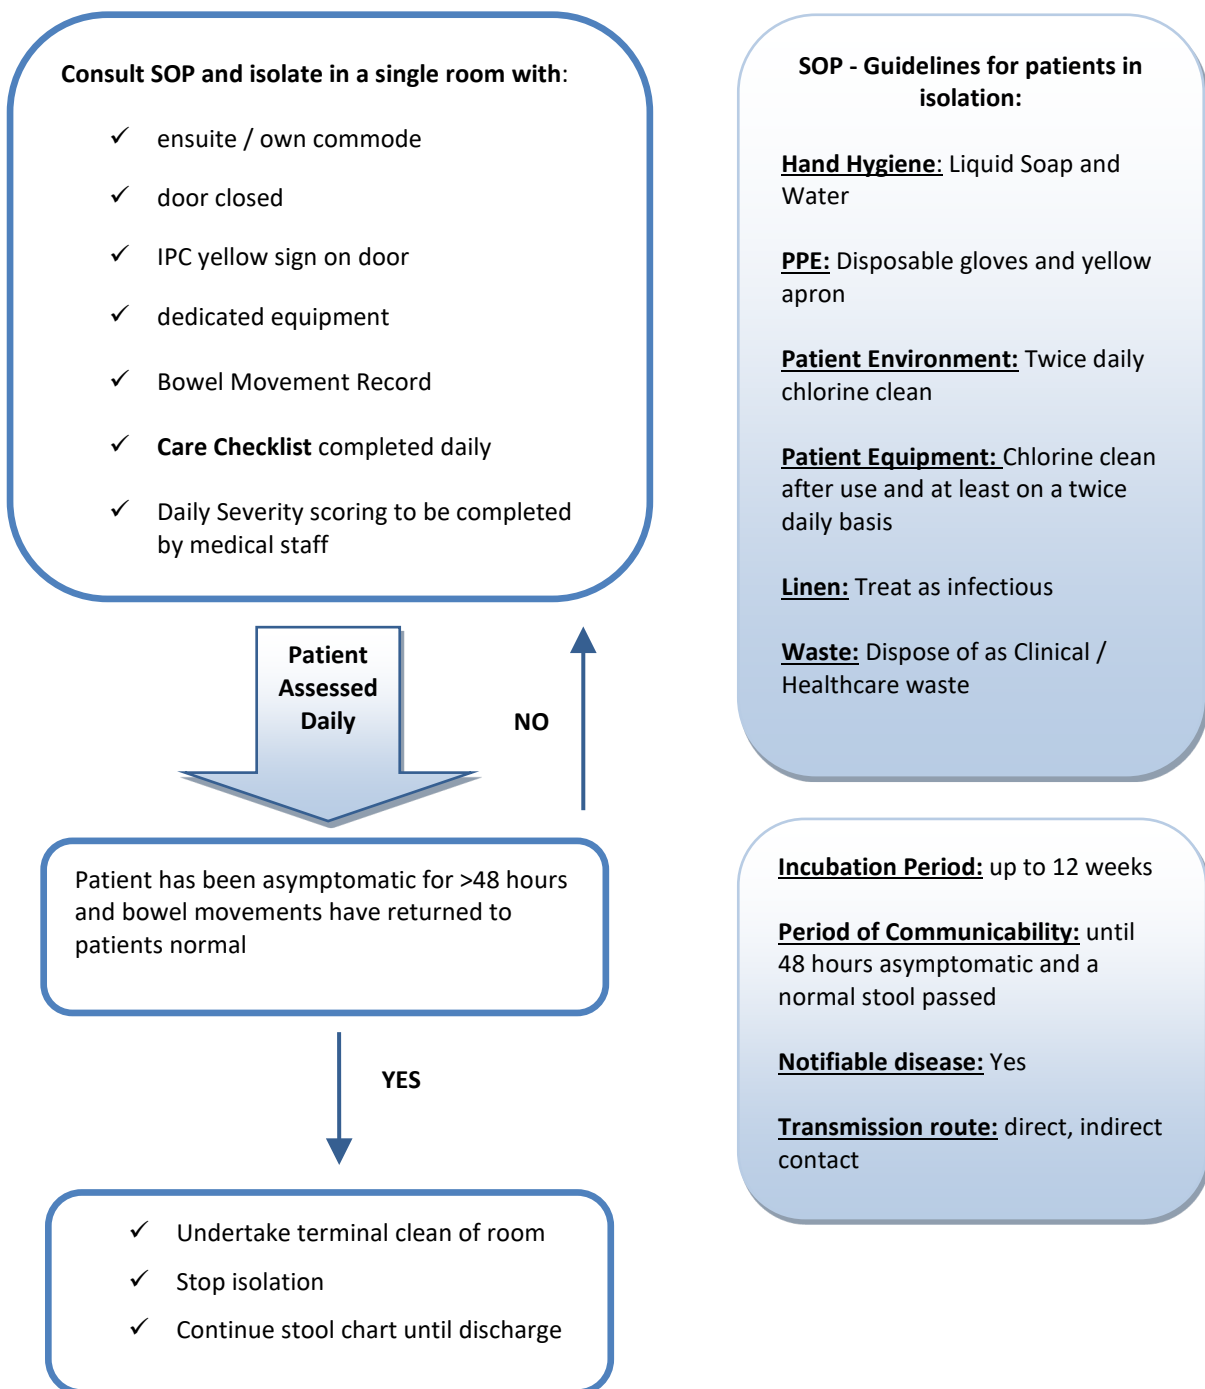 Consult SOP and isolate in a single room with:
✓ ensuite / own commode
✓ door closed
✓ IPC yellow sign on door
✓ dedicated equipment
✓ Bowel Movement Record
✓ Care Checklist completed daily
✓ Daily Severity scoring to be completed
by medical staff
Patient
Assessed
Daily
NO
Patient has been asymptomatic for >48 hours
and bowel movements have returned to
patients normal
YES
✓ Undertake terminal clean of room
✓ Stop isolation
✓ Continue stool chart until discharge
SOP - Guidelines for patients in
isolation:
Hand Hygiene: Liquid Soap and
Water
PPE: Disposable gloves and yellow
apron
Patient Environment: Twice daily
chlorine clean
Patient Equipment: Chlorine clean
after use and at least on a twice
daily basis
Linen: Treat as infectious
Waste: Dispose of as Clinical /
Healthcare waste
Incubation Period: up to 12 weeks
Period of Communicability: until
48 hours asymptomatic and a
normal stool passed
Notifiable disease: Yes
Transmission route: direct, indirect
contact